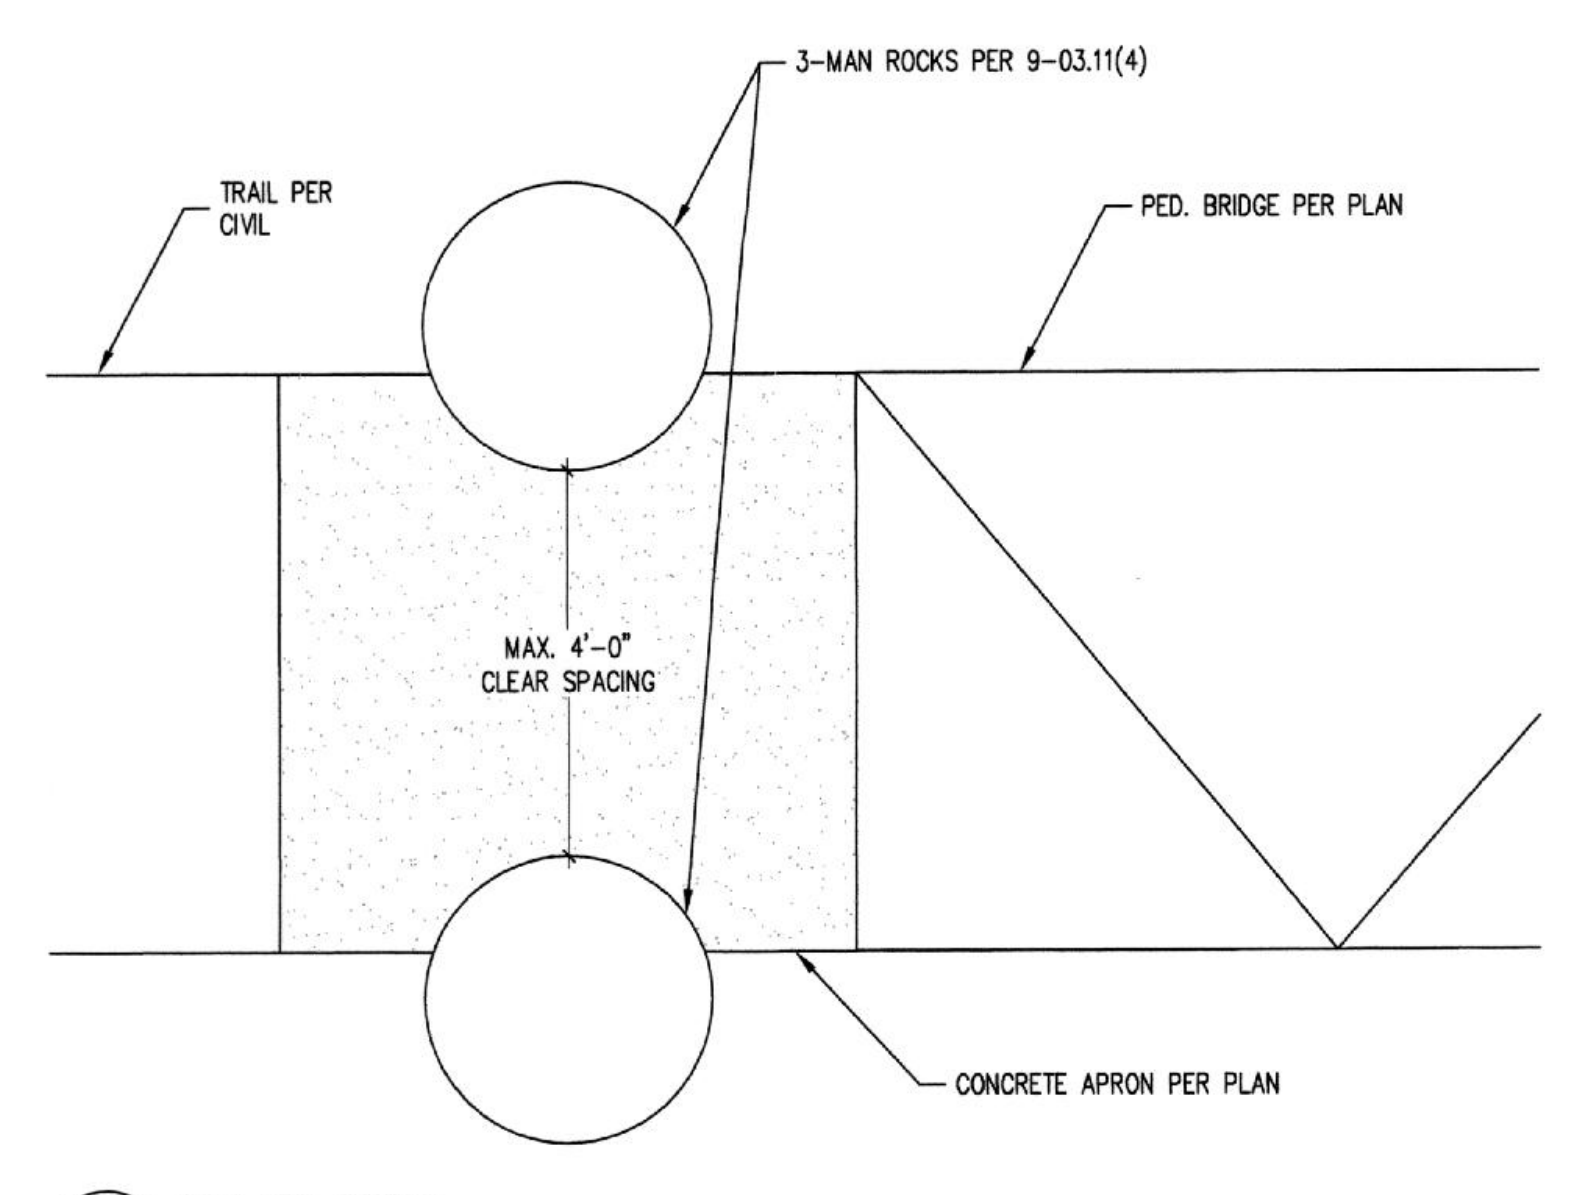 3-MAN ROCKS PER 9-03.11(4)
TRAIL PER
CIVIL
PED. BRIDGE PER PLAN
MAX. 4'-0"
CLEAR SPACING
CONCRETE APRON PER PLAN